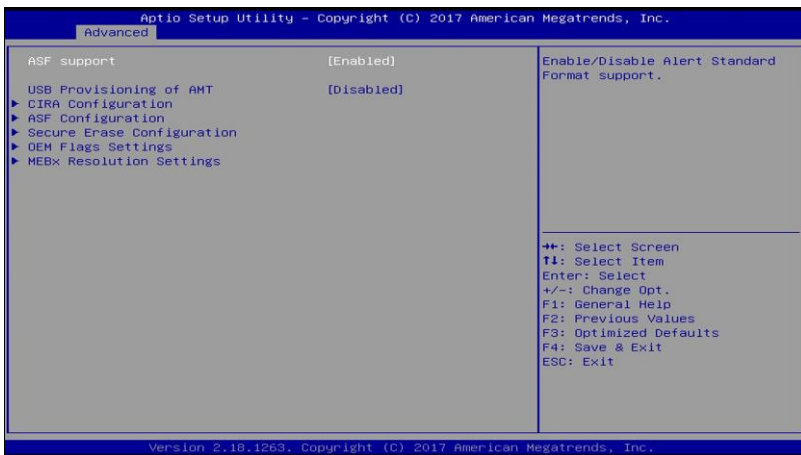 Aptio Setup Utility – Copyright (C) 2017 American Megatrends, Inc.
Advanced
ASF support [Enabled]
USB Provisioning of AMT [Disabled]
► CIRA Configuration
► ASF Configuration
► Secure Erase Configuration
► OEM Flags Settings
► MEBx Resolution Settings
Enable/Disable Alert Standard
Format support.
→←: Select Screen
↑↓: Select Item
Enter: Select
+/-: Change Opt.
F1: General Help
F2: Previous Values
F3: Optimized Defaults
F4: Save & Exit
ESC: Exit
Version 2.18.1263. Copyright (C) 2017 American Megatrends, Inc.